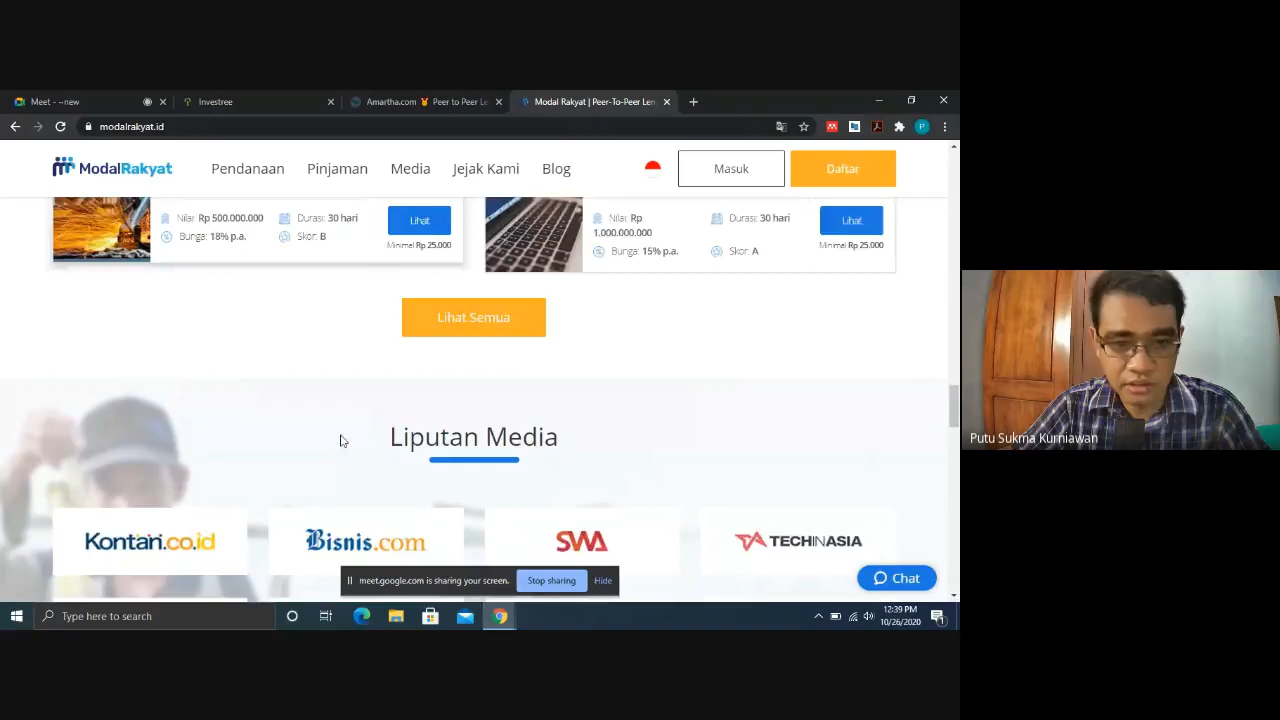 Meet - ~new
Investree
Amartha.com 🏅 Peer to Peer Le
Modal Rakyat | Peer-To-Peer Len
modalrakyat.id
ModalRakyat
Pendanaan
Pinjaman
Media
Jejak Kami
Blog
Masuk
Daftar
Nilai: Rp 500.000.000
Durasi: 30 hari
Lihat
Bunga: 18% p.a.
Skor: B
Minimal Rp 25.000
Nilai: Rp
1.000.000.000
Durasi: 30 hari
Lihat
Bunga: 15% p.a.
Skor: A
Minimal Rp 25.000
Lihat Semua
Liputan Media
Kontan.co.id
Bisnis.com
SWA
TECHINASIA
meet.google.com is sharing your screen.
Stop sharing
Hide
Chat
Type here to search
12:39 PM
10/26/2020
Putu Sukma Kurniawan